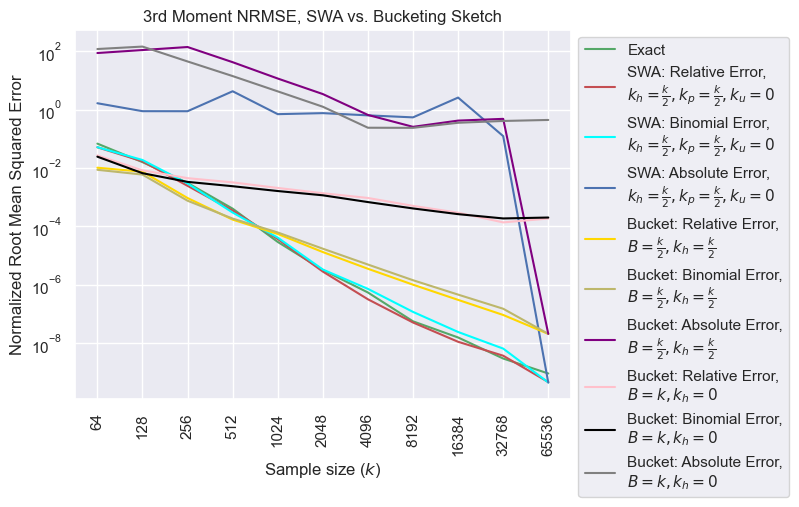 3rd Moment NRMSE, SWA vs. Bucketing Sketch
Normalized Root Mean Squared Error
10^2
10^0
10^−2
10^−4
10^−6
10^−8
64
128
256
512
1024
2048
4096
8192
16384
32768
65536
Sample size (k)
Exact
SWA: Relative Error,
k_h = k/2, k_p = k/2, k_u = 0
SWA: Binomial Error,
k_h = k/2, k_p = k/2, k_u = 0
SWA: Absolute Error,
k_h = k/2, k_p = k/2, k_u = 0
Bucket: Relative Error,
B = k/2, k_h = k/2
Bucket: Binomial Error,
B = k/2, k_h = k/2
Bucket: Absolute Error,
B = k/2, k_h = k/2
Bucket: Relative Error,
B = k, k_h = 0
Bucket: Binomial Error,
B = k, k_h = 0
Bucket: Absolute Error,
B = k, k_h = 0